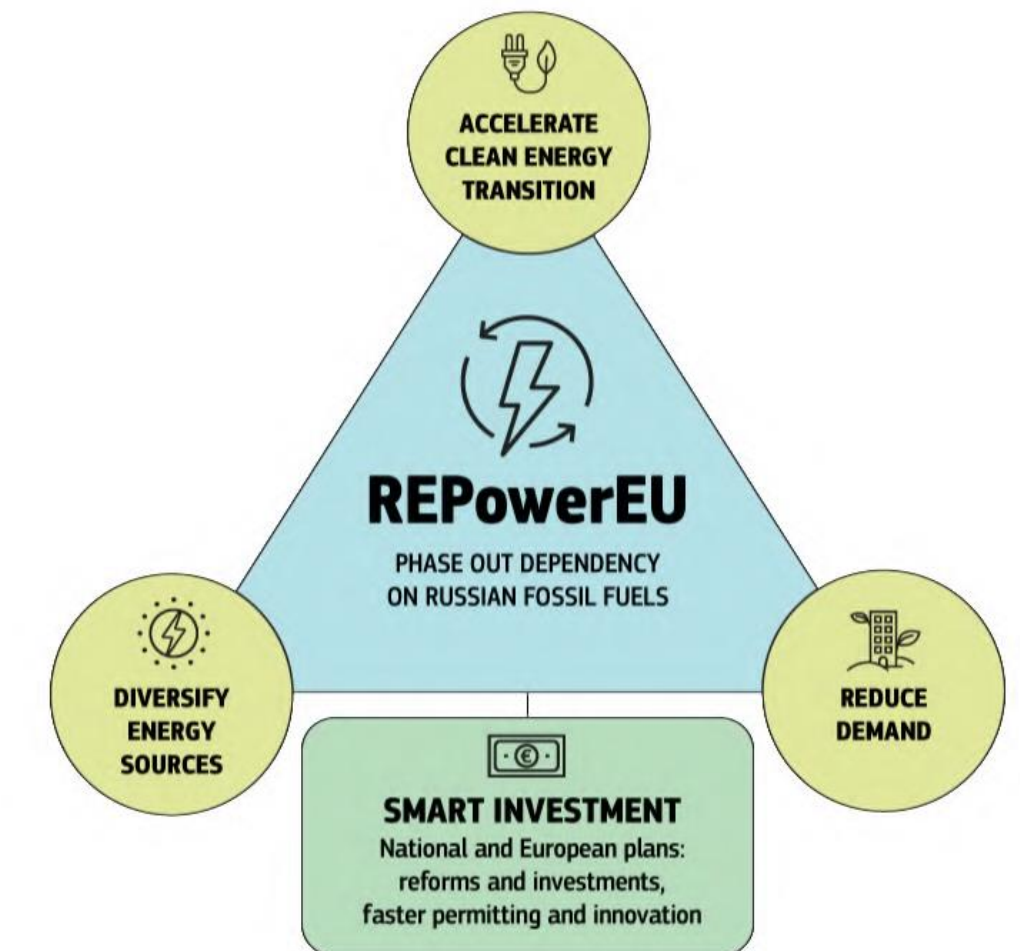 ACCELERATE
CLEAN ENERGY
TRANSITION
REPowerEU
PHASE OUT DEPENDENCY
ON RUSSIAN FOSSIL FUELS
DIVERSIFY
ENERGY
SOURCES
REDUCE
DEMAND
€
SMART INVESTMENT
National and European plans:
reforms and investments,
faster permitting and innovation